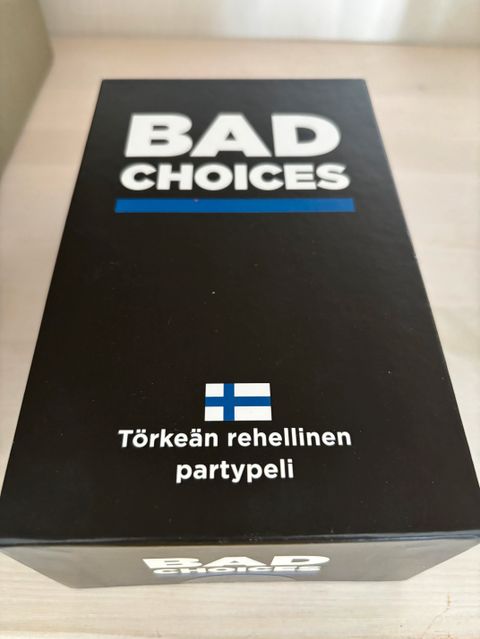 BAD
CHOICES
Törkeän rehellinen
partypeli
BAD
CHOICES